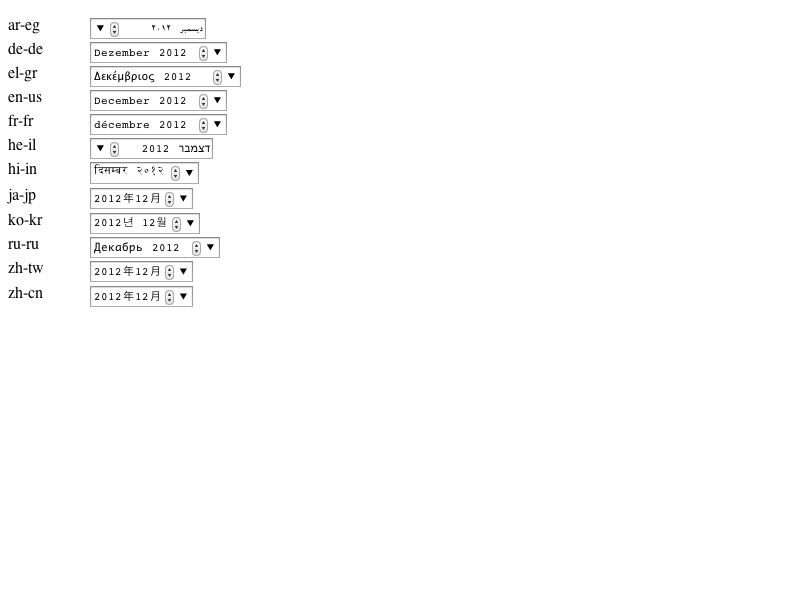 ar-eg ديسمبر ٢٠١٢
de-de Dezember 2012
el-gr Δεκέμβριος 2012
en-us December 2012
fr-fr décembre 2012
he-il דצמבר 2012
hi-in दिसम्बर २०१२
ja-jp 2012年12月
ko-kr 2012년 12월
ru-ru Декабрь 2012
zh-tw 2012年12月
zh-cn 2012年12月